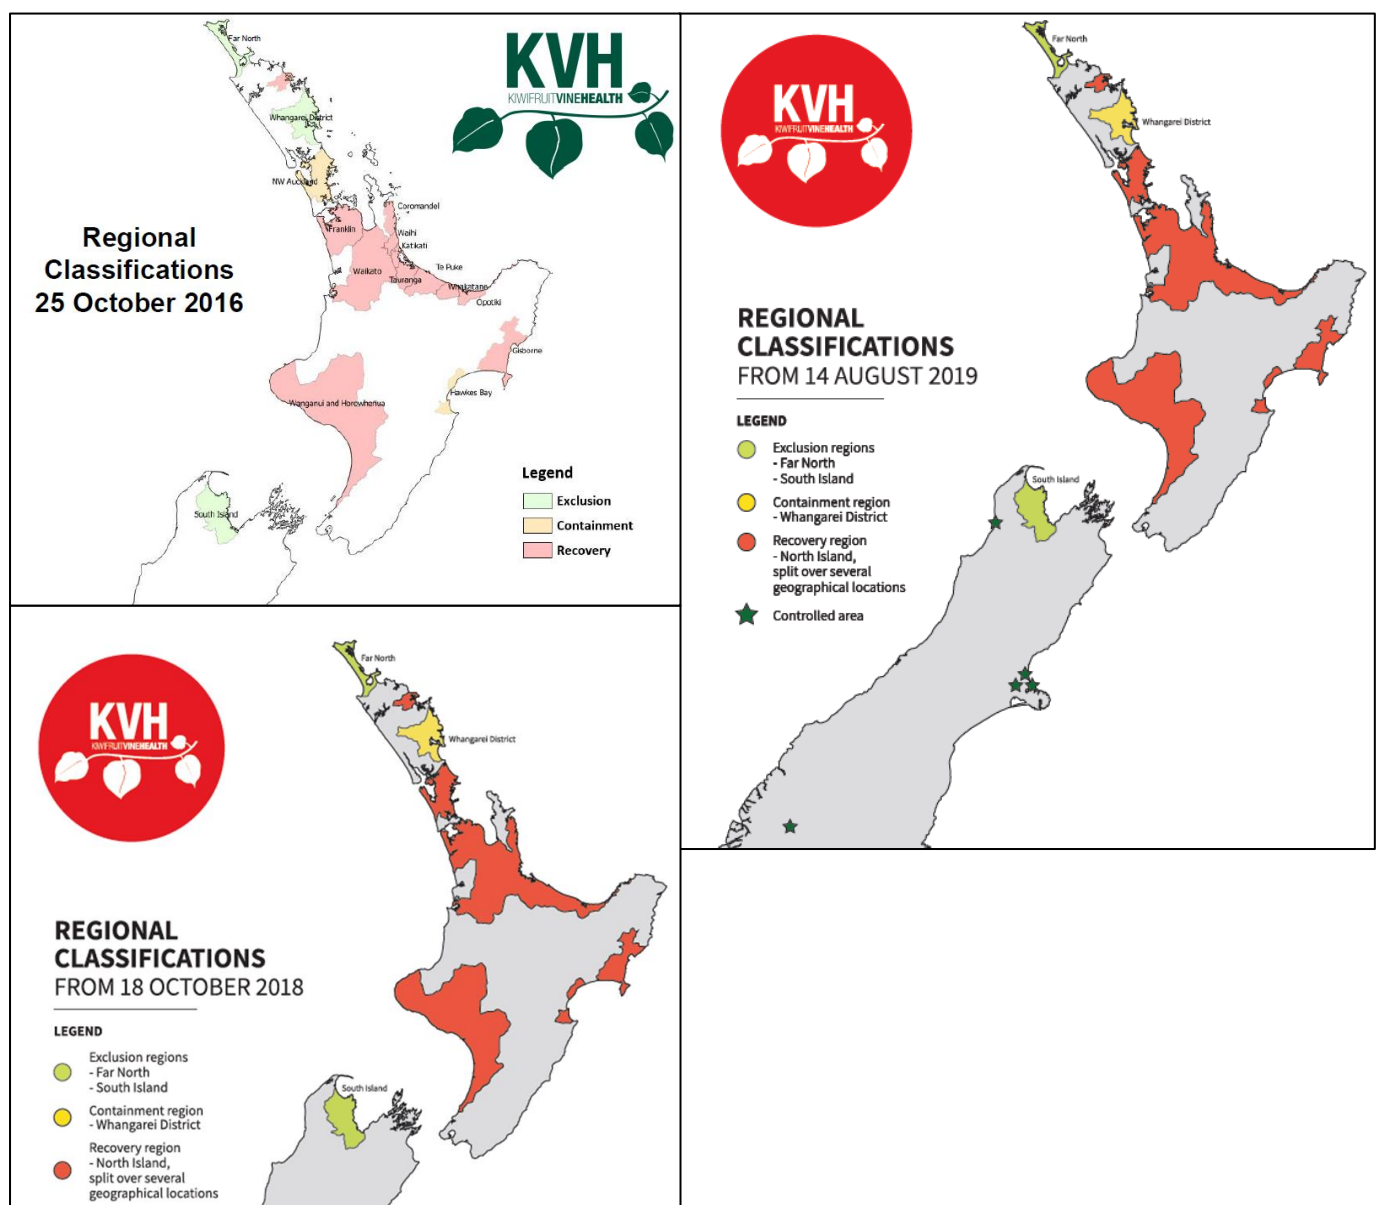 Far North
Whangarei District
NW Auckland
Coromandel
Franklin
Waihi
Katikati
Waikato
Te Puke
Tauranga
Whakatane
Opotiki
Gisborne
Hawkes Bay
Wanganui and Horowhenua
South Island
KVH
KIWIFRUITVINEHEALTH
Regional
Classifications
25 October 2016
Legend
Exclusion
Containment
Recovery
KVH
KIWIFRUITVINEHEALTH
Far North
Whangarei District
REGIONAL
CLASSIFICATIONS
FROM 14 AUGUST 2019
LEGEND
Exclusion regions
- Far North
- South Island
Containment region
- Whangarei District
Recovery region
- North Island,
split over several
geographical locations
Controlled area
South Island
KVH
KIWIFRUITVINEHEALTH
Far North
Whangarei District
REGIONAL
CLASSIFICATIONS
FROM 18 OCTOBER 2018
LEGEND
Exclusion regions
- Far North
- South Island
Containment region
- Whangarei District
Recovery region
- North Island,
split over several
geographical locations
South Island